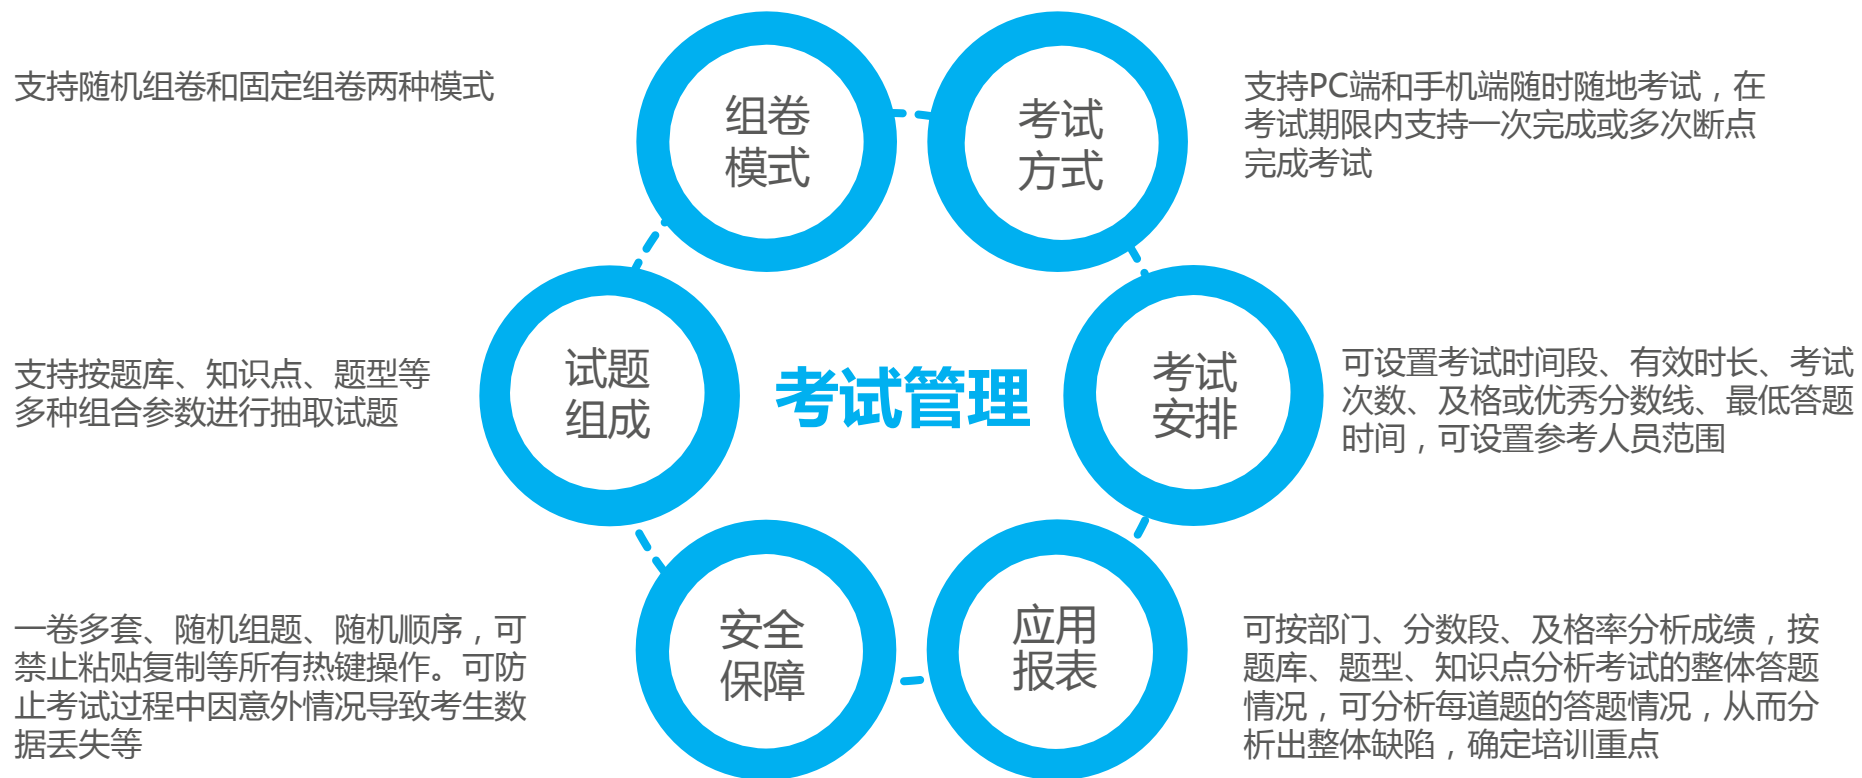 支持随机组卷和固定组卷两种模式
组卷
模式
考试
方式
支持PC端和手机端随时随地考试，在
考试期限内支持一次完成或多次断点
完成考试
支持按题库、知识点、题型等
多种组合参数进行抽取试题
试题
组成
考试管理
考试
安排
可设置考试时间段、有效时长、考试
次数、及格或优秀分数线、最低答题
时间，可设置参考人员范围
一卷多套、随机组题、随机顺序，可
禁止粘贴复制等所有热键操作。可防
止考试过程中因意外情况导致考生数
据丢失等
安全
保障
应用
报表
可按部门、分数段、及格率分析成绩，按
题库、题型、知识点分析考试的整体答题
情况，可分析每道题的答题情况，从而分
析出整体缺陷，确定培训重点